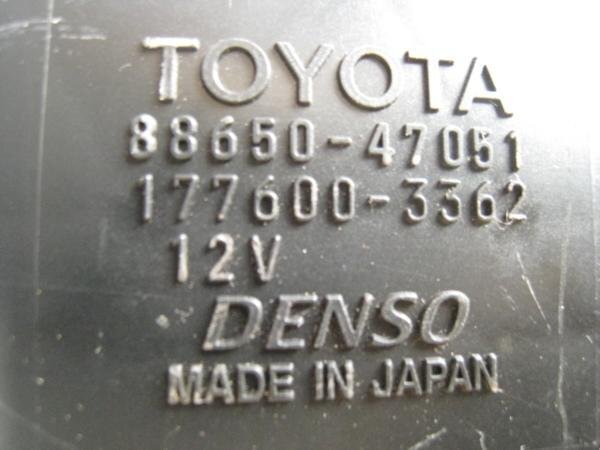 TOYOTA
88650-47051
177600-3362
12V
DENSO
MADE IN JAPAN